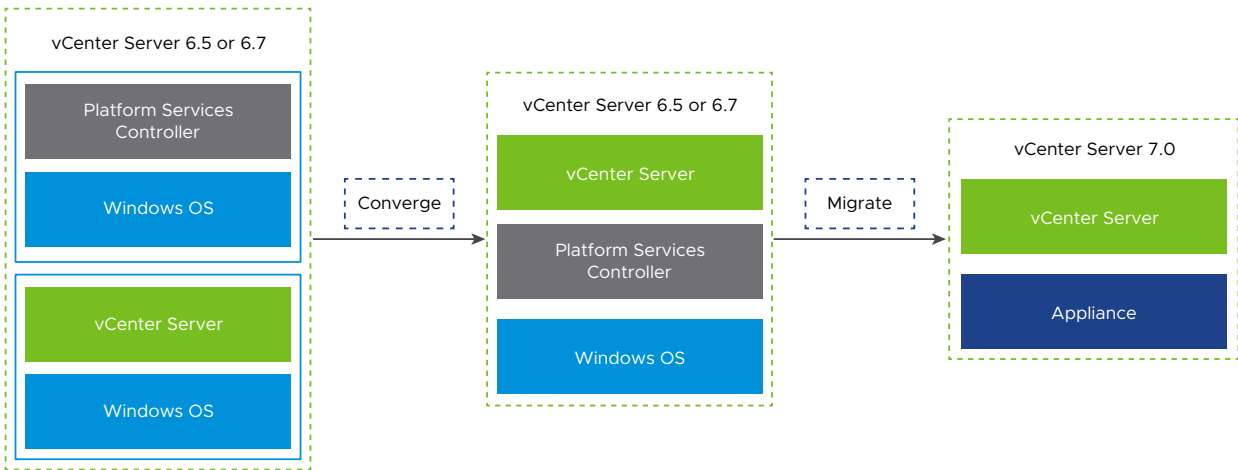 vCenter Server 6.5 or 6.7
Platform Services
Controller
Windows OS
vCenter Server
Windows OS
Converge
vCenter Server 6.5 or 6.7
vCenter Server
Platform Services
Controller
Windows OS
Migrate
vCenter Server 7.0
vCenter Server
Appliance